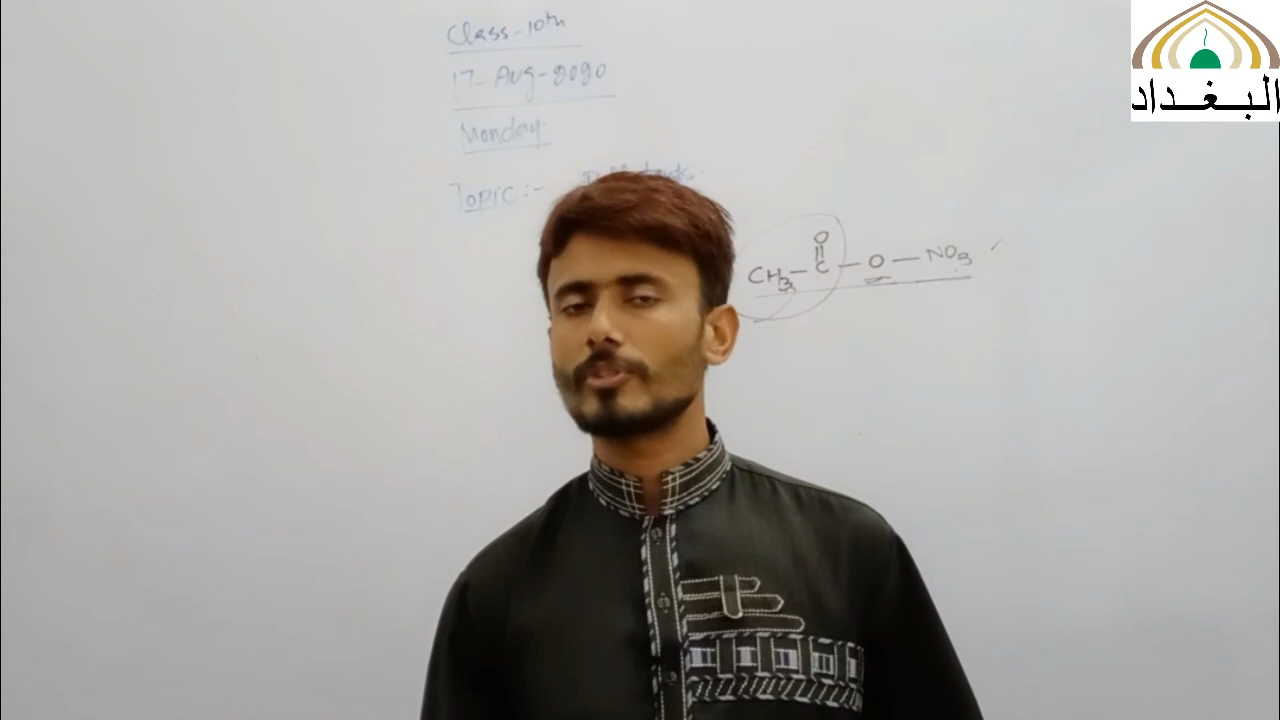 Class-10th
17-Aug-2020
Monday
Topic :-
O
CH3-C-O-NO3
البغداد